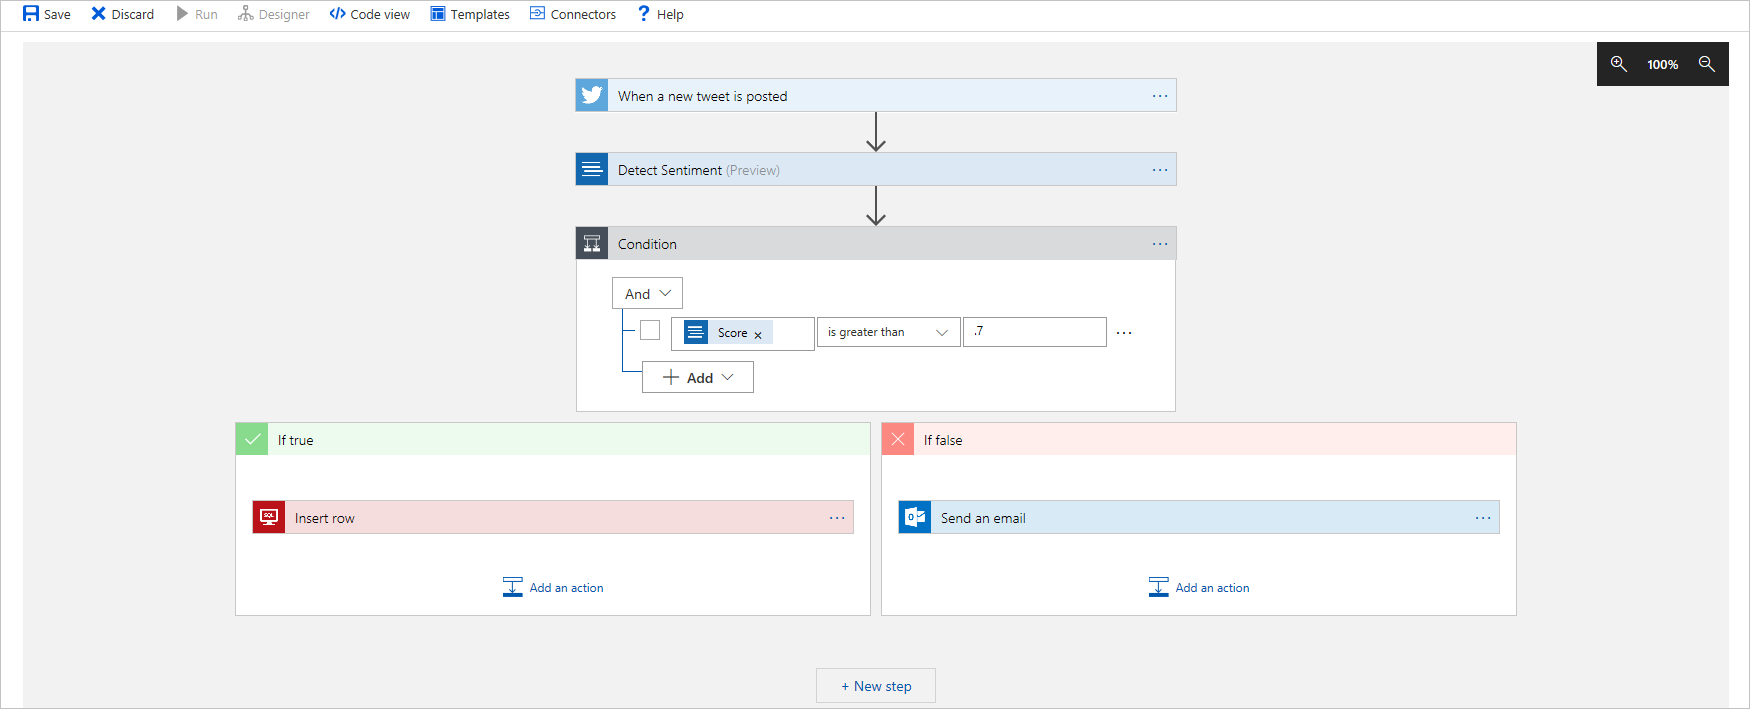 Save Discard Run Designer Code view Templates Connectors ? Help
100%
When a new tweet is posted ...
Detect Sentiment (Preview) ...
Condition ...
And
Score x is greater than .7 ...
+ Add
If true
If false
SQL Insert row ...
Send an email ...
Add an action
Add an action
+ New step